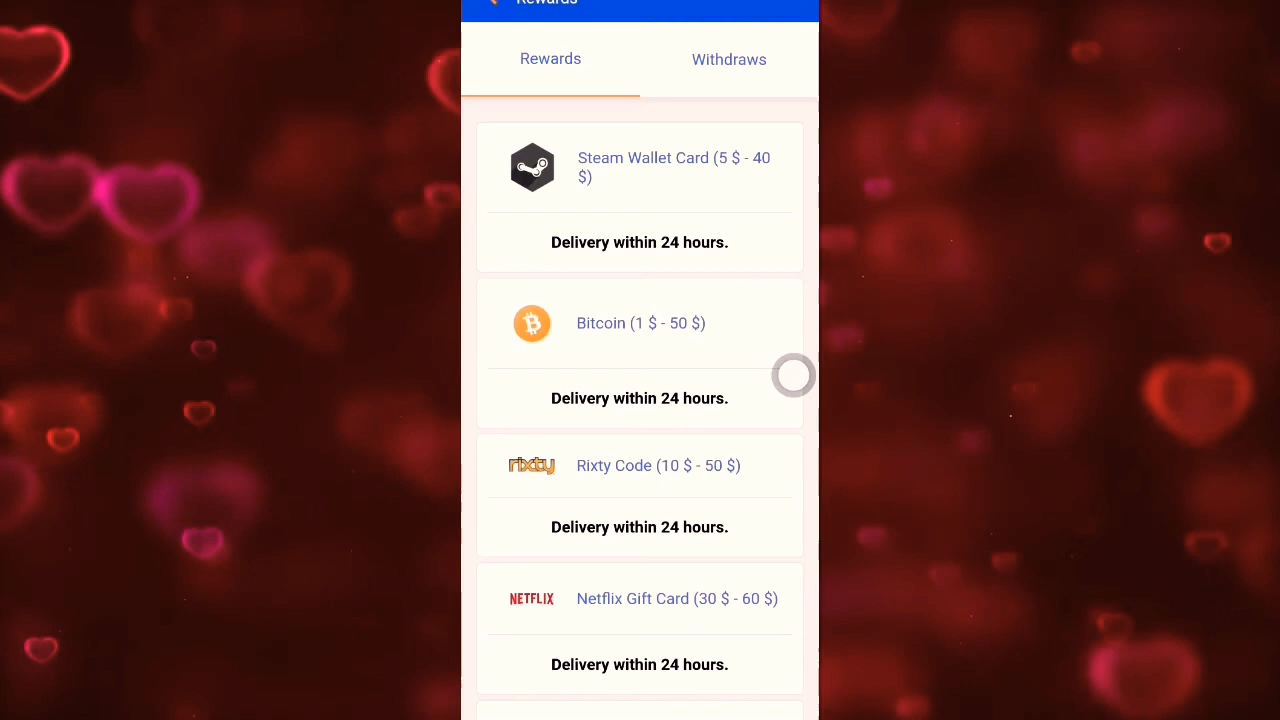 Rewards
Rewards
Withdraws
Steam Wallet Card (5 $ - 40
$)
Delivery within 24 hours.
Bitcoin (1 $ - 50 $)
Delivery within 24 hours.
rixty
Rixty Code (10 $ - 50 $)
Delivery within 24 hours.
NETFLIX
Netflix Gift Card (30 $ - 60 $)
Delivery within 24 hours.